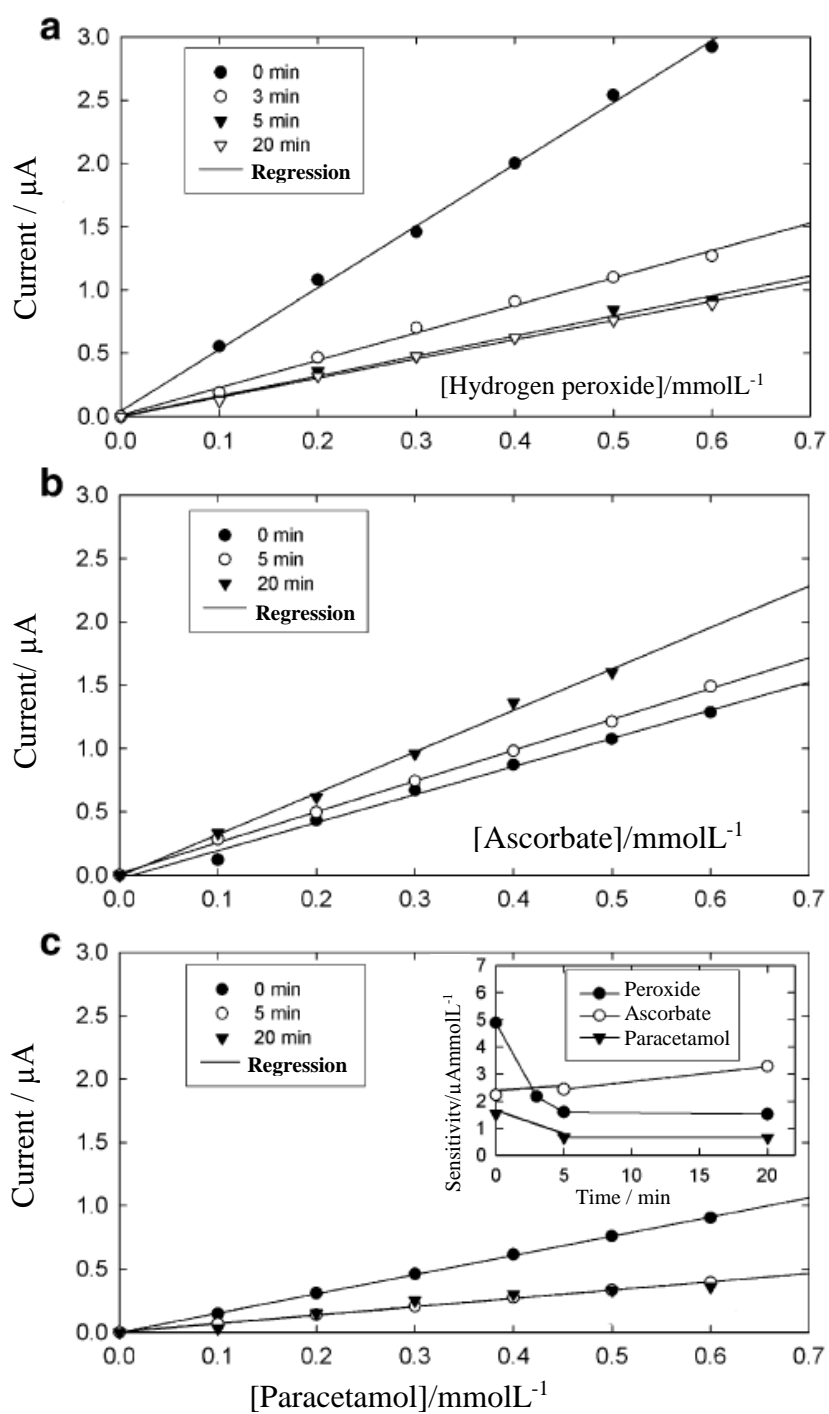 a
3.0
2.5
2.0
1.5
1.0
0.5
0.0
Current / µA
0 min
3 min
5 min
20 min
Regression
[Hydrogen peroxide]/mmolL-1
0.0 0.1 0.2 0.3 0.4 0.5 0.6 0.7
b
3.0
2.5
2.0
1.5
1.0
0.5
0.0
Current/ µA
0 min
5 min
20 min
Regression
[Ascorbate]/mmolL-1
0.0 0.1 0.2 0.3 0.4 0.5 0.6 0.7
c
3.0
2.5
2.0
1.5
1.0
0.5
0.0
Current / µA
0 min
5 min
20 min
Regression
7
6
5
4
3
2
1
0
Sensitivity/µAmmolL-1
Peroxide
Ascorbate
Paracetamol
0 5 10 15 20
Time / min
0.0 0.1 0.2 0.3 0.4 0.5 0.6 0.7
[Paracetamol]/mmolL-1